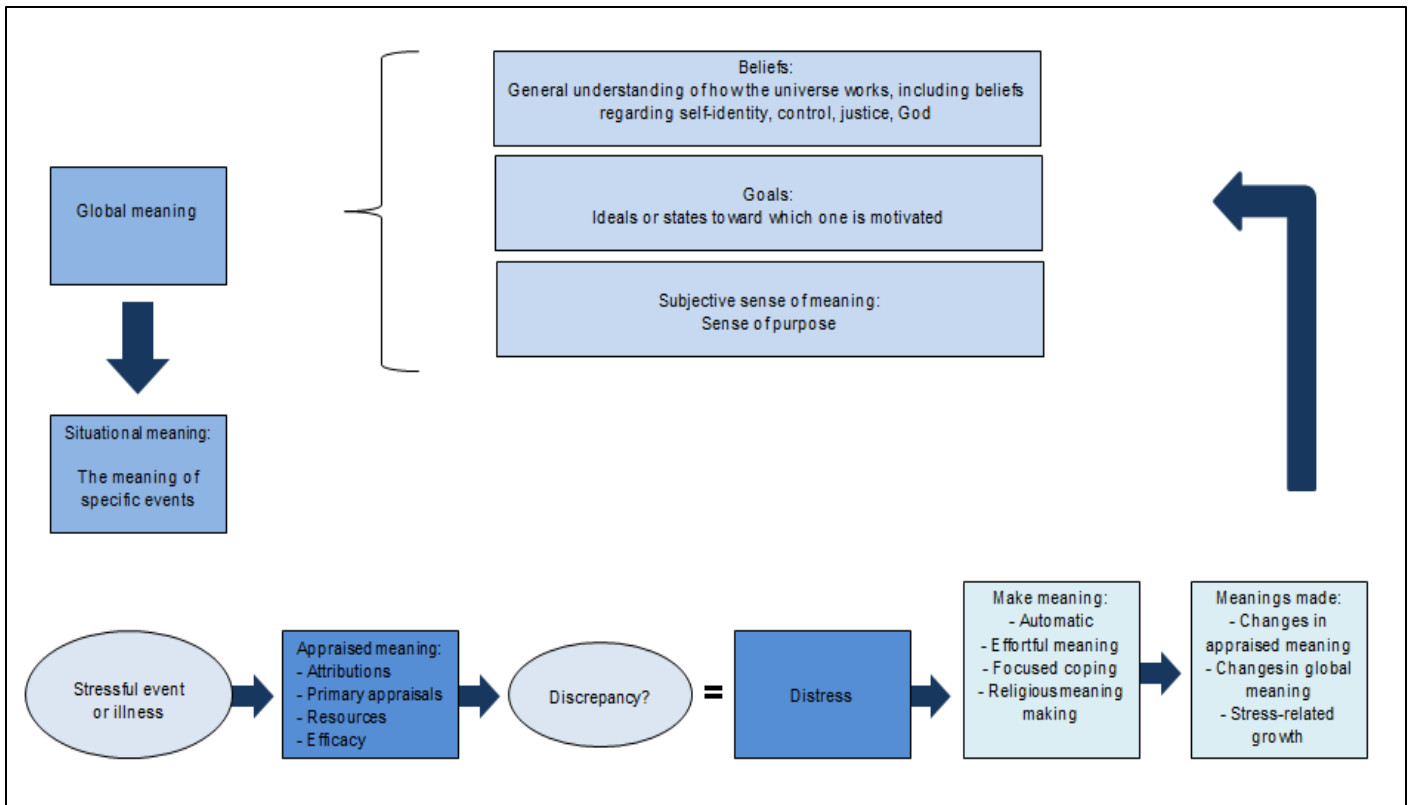 Beliefs:
General understanding of how the universe works, including beliefs
regarding self-identity, control, justice, God
Global meaning
Goals:
Ideals or states toward which one is motivated
Subjective sense of meaning:
Sense of purpose
Situational meaning:
The meaning of
specific events
Stressful event
or illness
Appraised meaning:
- Attributions
- Primary appraisals
- Resources
- Efficacy
Discrepancy?
=
Distress
Make meaning:
- Automatic
- Effortful meaning
- Focused coping
- Religious meaning
making
Meanings made:
- Changes in
appraised meaning
- Changes in global
meaning
- Stress-related
growth